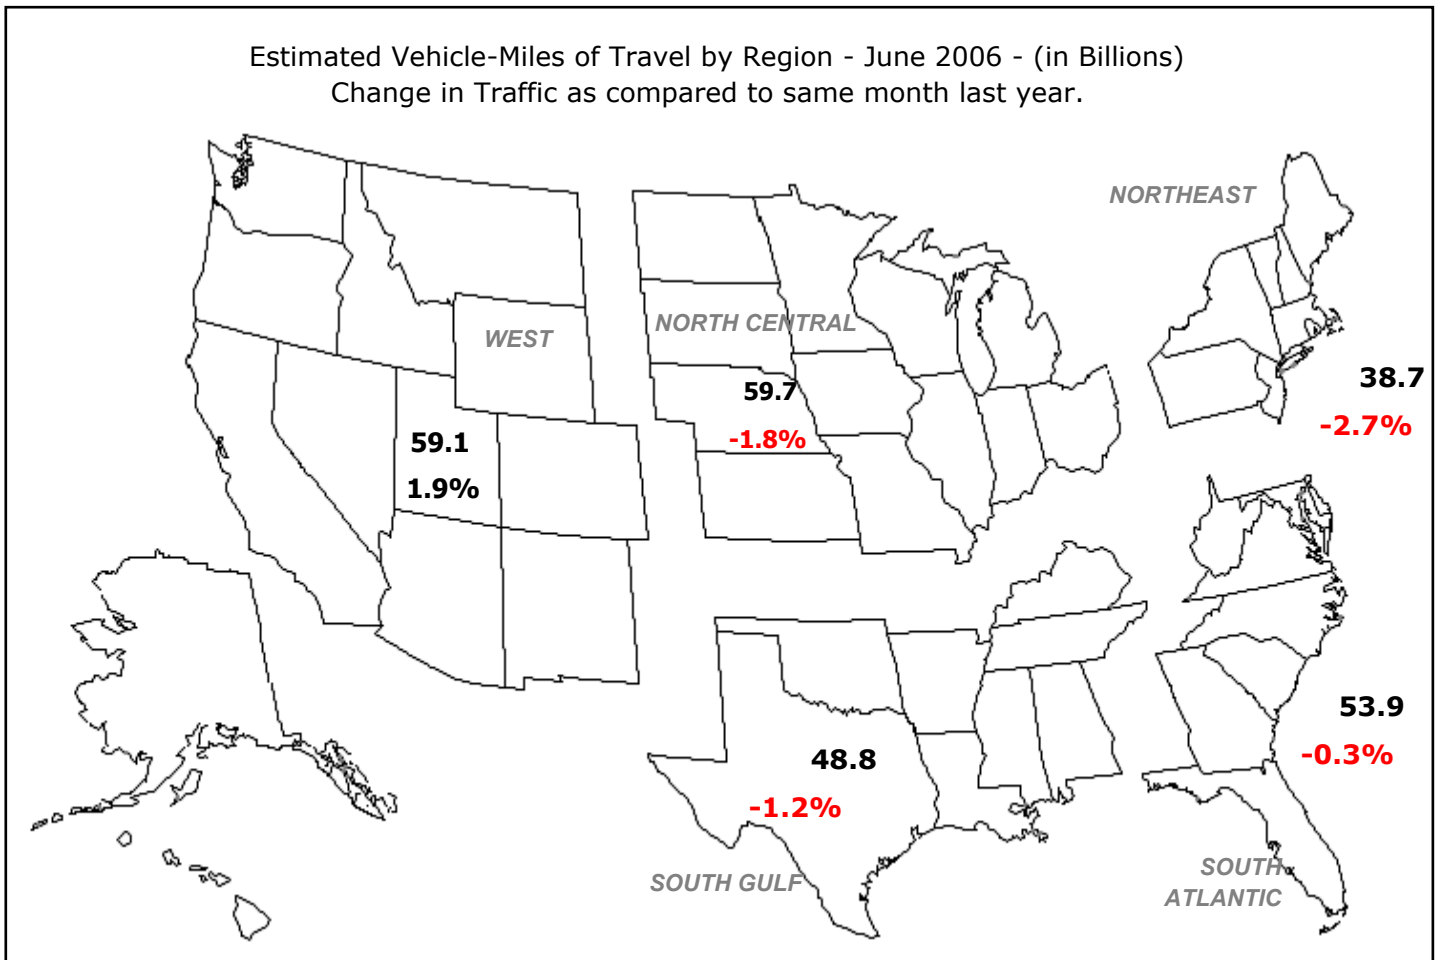 Estimated Vehicle-Miles of Travel by Region - June 2006 - (in Billions)
Change in Traffic as compared to same month last year.
NORTHEAST
WEST
NORTH CENTRAL
38.7
-2.7%
59.7
-1.8%
59.1
1.9%
53.9
-0.3%
48.8
-1.2%
SOUTH GULF
SOUTH
ATLANTIC